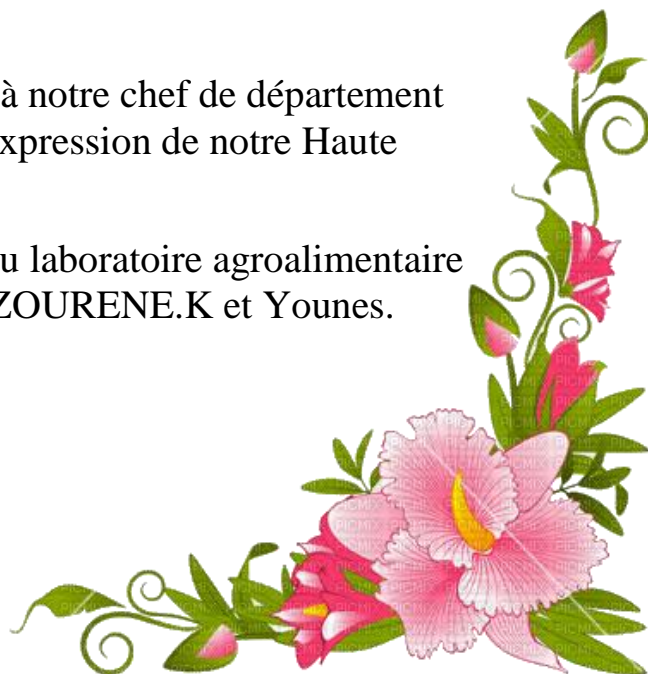 à notre chef de département
xpression de notre Haute
u laboratoire agroalimentaire
ZOURENE.K et Younes.